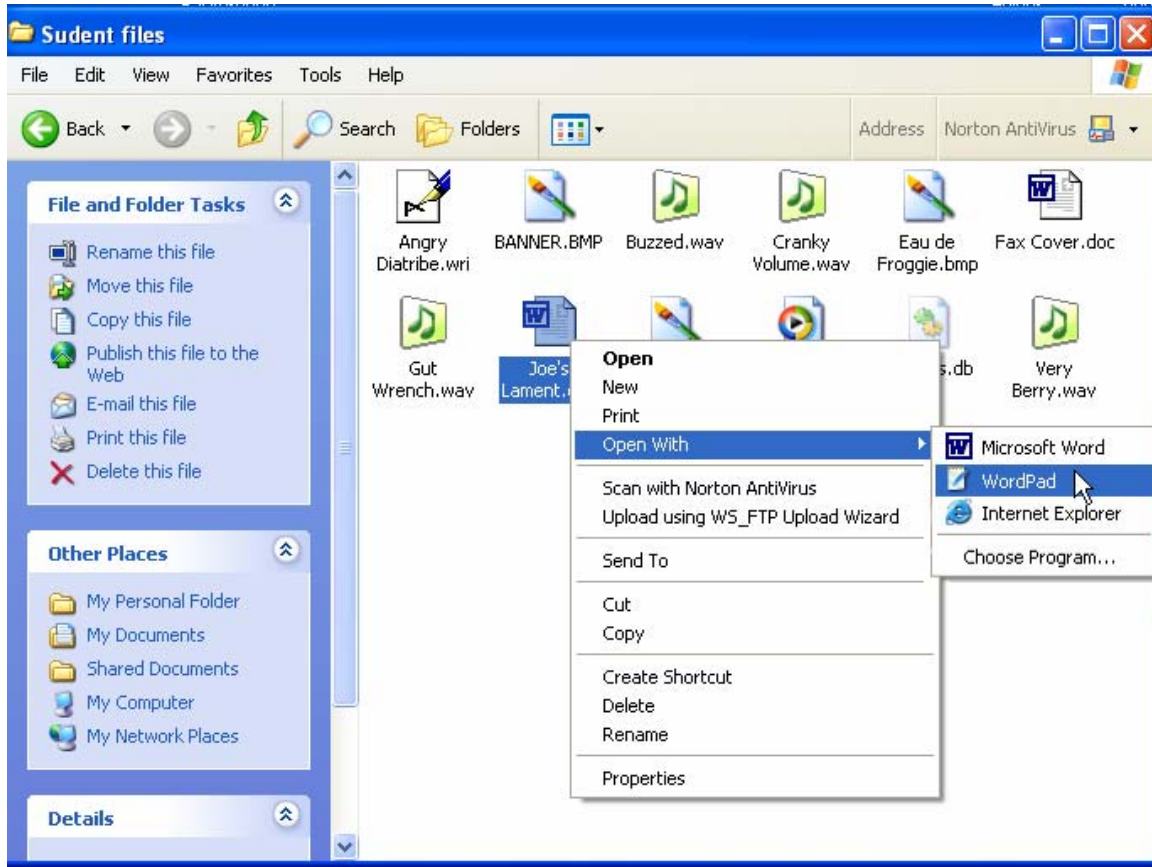 Sudent files
File Edit View Favorites Tools Help
Back Search Folders Address Norton AntiVirus
File and Folder Tasks
Rename this file
Move this file
Copy this file
Publish this file to the
Web
E-mail this file
Print this file
Delete this file
Other Places
My Personal Folder
My Documents
Shared Documents
My Computer
My Network Places
Details
Angry
Diatribe.wri
BANNER.BMP
Buzzed.wav
Cranky
Volume.wav
Eau de
Froggie.bmp
Fax Cover.doc
Gut
Wrench.wav
Joe's
Lament.
s.db
Very
Berry.wav
Open
New
Print
Open With
Scan with Norton AntiVirus
Upload using WS_FTP Upload Wizard
Send To
Cut
Copy
Create Shortcut
Delete
Rename
Properties
Microsoft Word
WordPad
Internet Explorer
Choose Program...